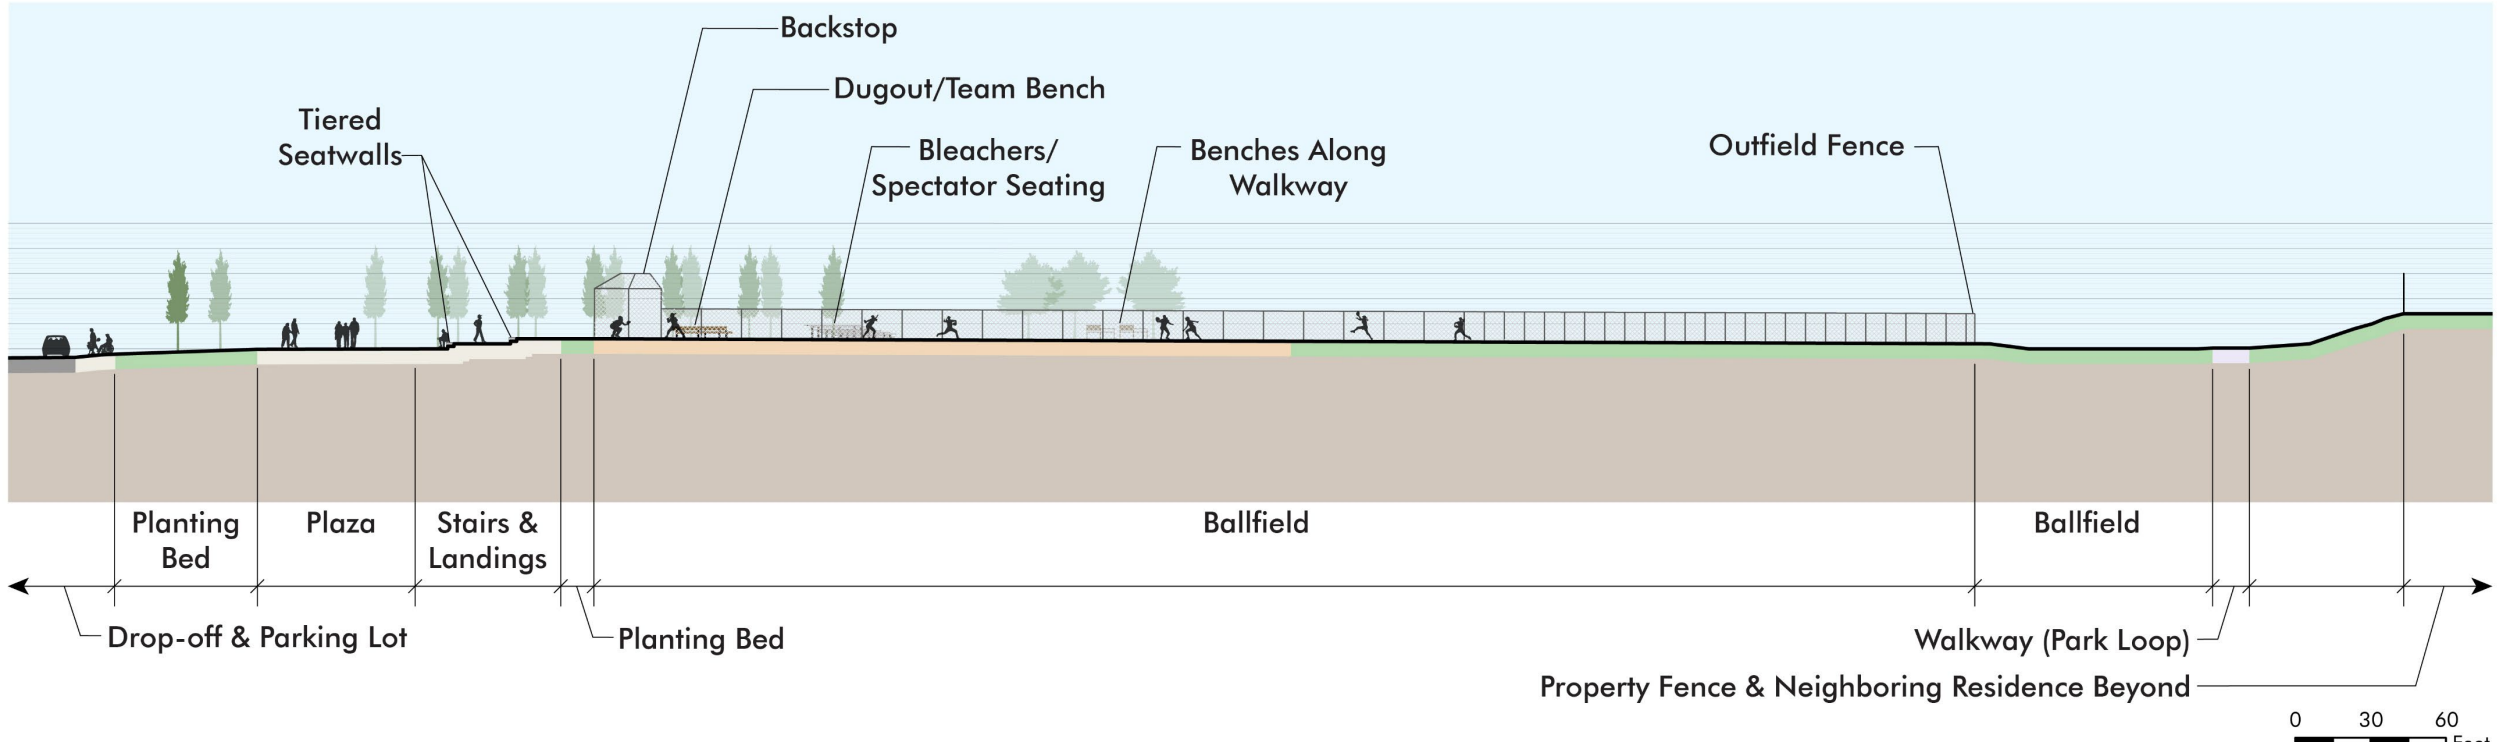 Backstop
Dugout/Team Bench
Tiered
Seatwalls
Bleachers/
Spectator Seating
Benches Along
Walkway
Outfield Fence
Planting
Bed
Plaza
Stairs &
Landings
Ballfield
Ballfield
Drop-off & Parking Lot
Planting Bed
Walkway (Park Loop)
Property Fence & Neighboring Residence Beyond
0 30 60
Feet